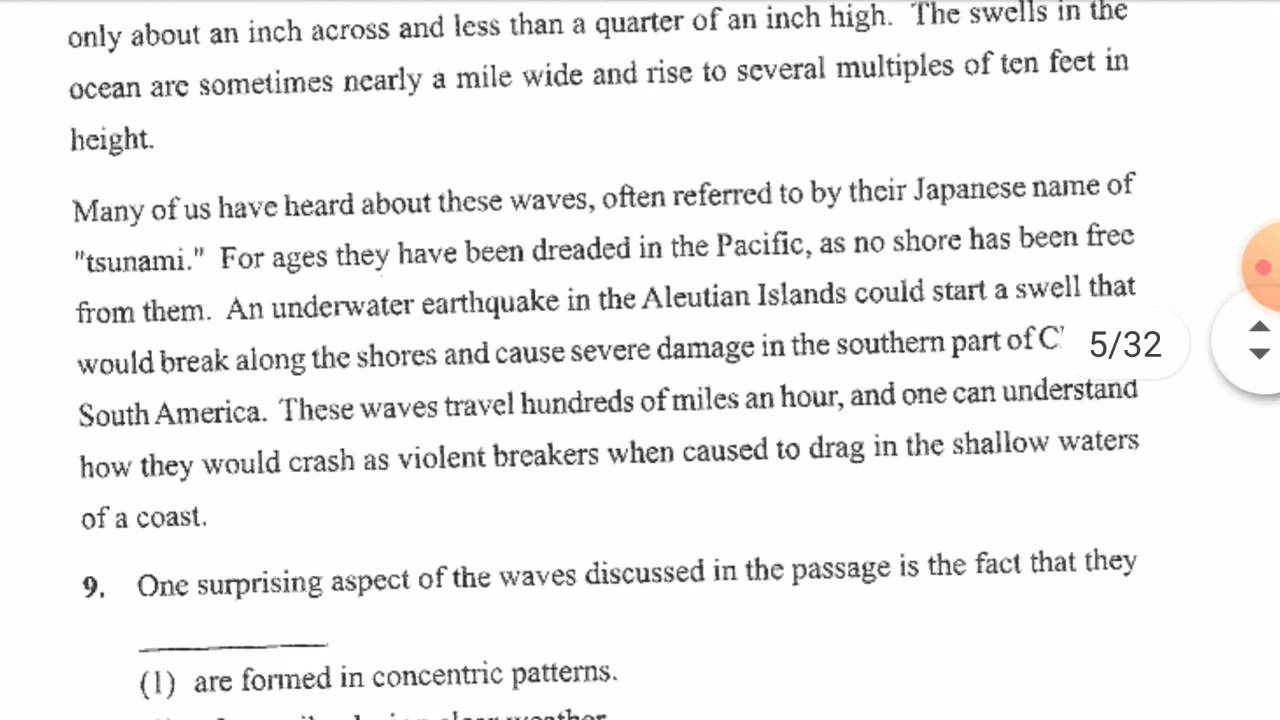 only about an inch across and less than a quarter of an inch high. The swells in the
ocean are sometimes nearly a mile wide and rise to several multiples of ten feet in
height.
Many of us have heard about these waves, often referred to by their Japanese name of
"tsunami." For ages they have been dreaded in the Pacific, as no shore has been free
from them. An underwater earthquake in the Aleutian Islands could start a swell that
would break along the shores and cause severe damage in the southern part of
5/32
South America. These waves travel hundreds of miles an hour, and one can understand
how they would crash as violent breakers when caused to drag in the shallow waters
of a coast.
9. One surprising aspect of the waves discussed in the passage is the fact that they
(1) are formed in concentric patterns.
clear weather